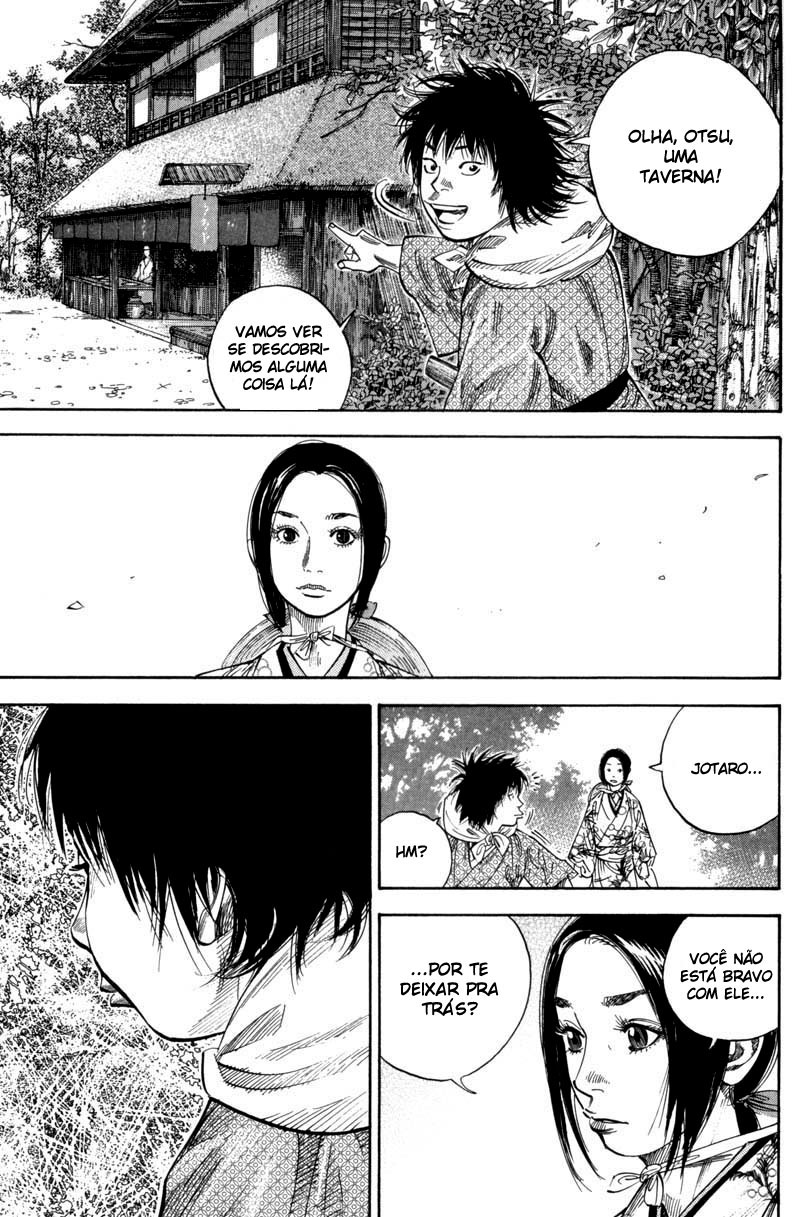 OLHA, OTSU,
UMA
TAVERNA!
VAMOS VER
SE DESCOBRI-
MOS ALGUMA
COISA LÁ!
JOTARO...
HM?
VOCÊ NÃO
ESTÁ BRAVO
COM ELE...
...POR TE
DEIXAR PRA
TRÁS?